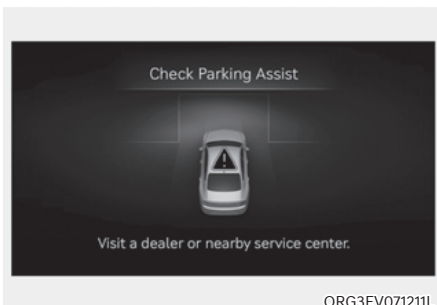 Check Parking Assist
Visit a dealer or nearby service center.
ORG3EV071211L